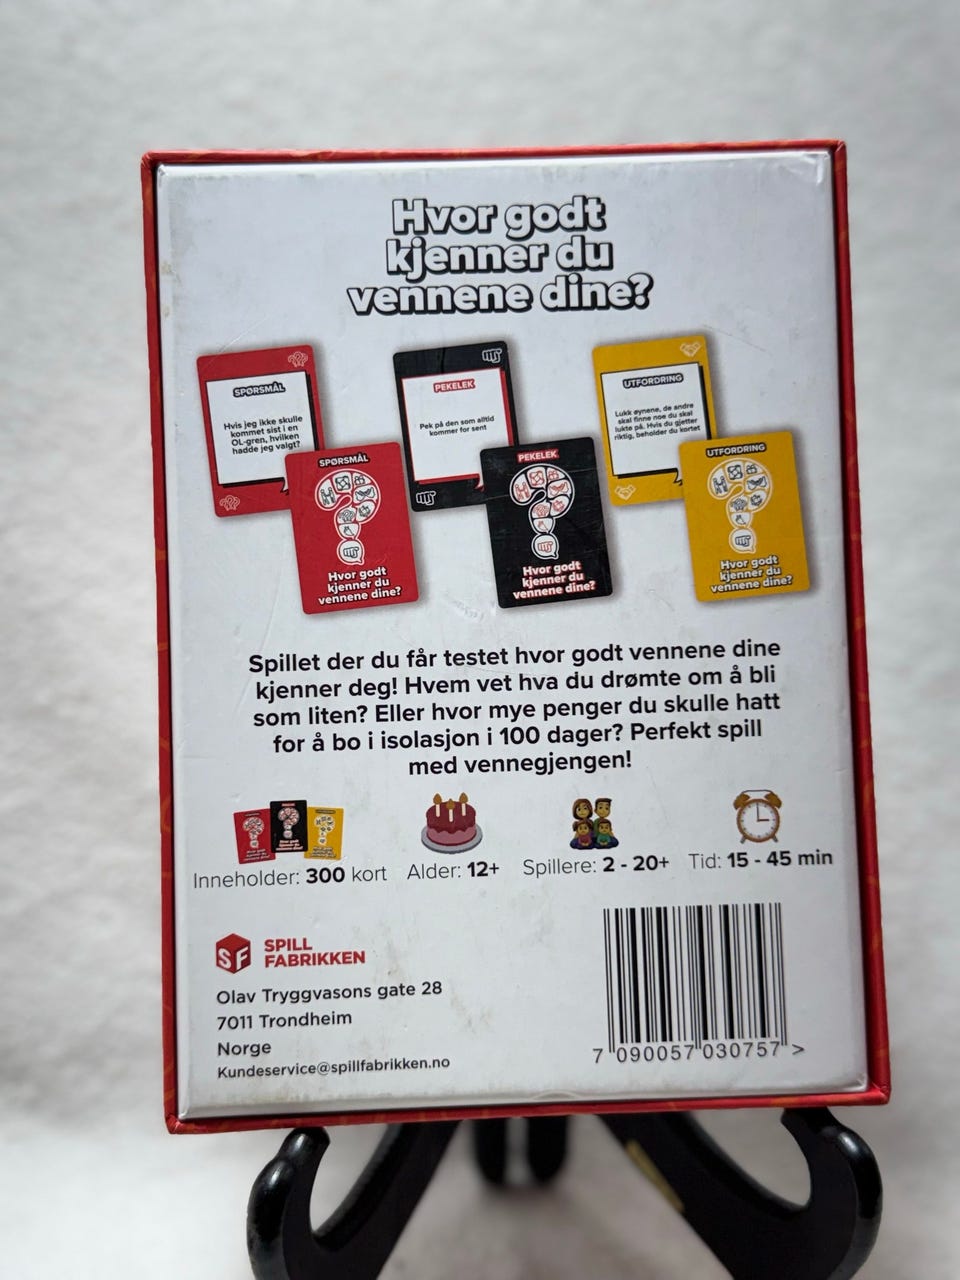 Hvor godt
kjenner du
vennene dine?
SPØRSMÅL
Hvis jeg ikke skulle
kommet sist i en
OL-gren, hvilken
hadde jeg valgt?
SPØRSMÅL
Hvor godt
kjenner du
vennene dine?
PEKELEK
Pek på den som alltid
kommer for sent
PEKELEK
Hvor godt
kjenner du
vennene dine?
UTFORDRING
Lukk øynene, de andre
skal finne noe du skal
lukte på. Hvis du gjetter
riktig, beholder du kortet
UTFORDRING
Hvor godt
kjenner du
vennene dine?
Spillet der du får testet hvor godt vennene dine
kjenner deg! Hvem vet hva du drømte om å bli
som liten? Eller hvor mye penger du skulle hatt
for å bo i isolasjon i 100 dager? Perfekt spill
med vennegjengen!
Inneholder: 300 kort Alder: 12+ Spillere: 2 - 20+ Tid: 15 - 45 min
SF SPILL
FABRIKKEN
Olav Tryggvasons gate 28
7011 Trondheim
Norge
Kundeservice@spillfabrikken.no
7 090057 030757 >